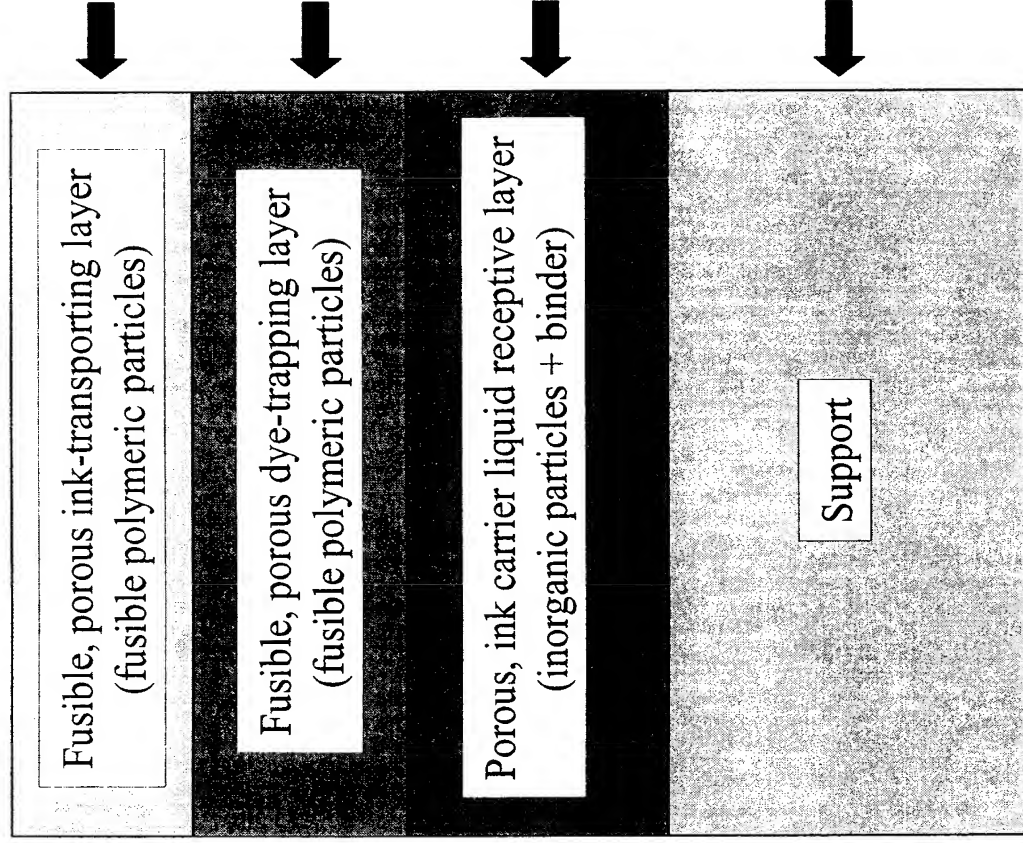 Fusible, porous ink-transporting layer
(fusible polymeric particles)
Fusible, porous dye-trapping layer
(fusible polymeric particles)
Porous, ink carrier liquid receptive layer
(inorganic particles + binder)
Support